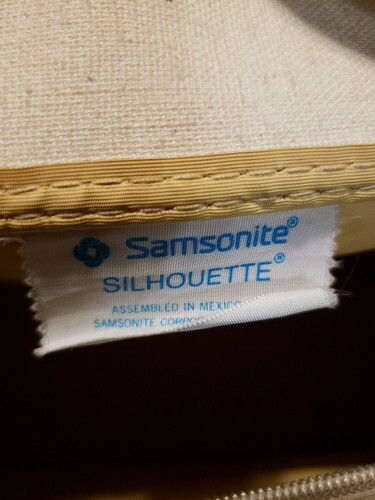 Samsonite®
SILHOUETTE®
ASSEMBLED IN MEXICO
SAMSONITE